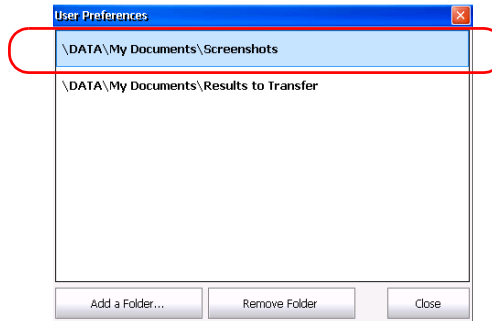 User Preferences
\DATA\My Documents\Screenshots
\DATA\My Documents\Results to Transfer
Add a Folder... Remove Folder Close